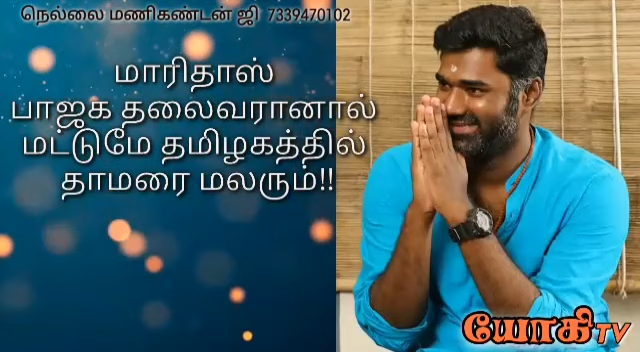 நெல்லை மணிகண்டன் ஜி 7339470102
மாரிதாஸ்
பாஜக தலைவரானால்
மட்டுமே தமிழகத்தில்
தாமரை மலரும்!!
யோகி TV